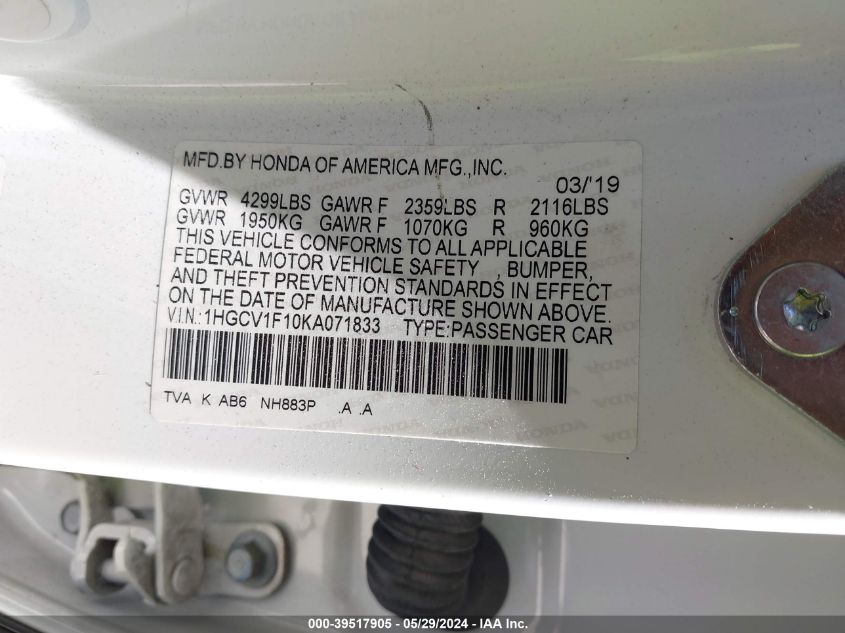 MFD.BY HONDA OF AMERICA MFG.,INC.
03/'19
GVWR 4299LBS GAWR F 2359LBS R 2116LBS
GVWR 1950KG GAWR F 1070KG R 960KG
THIS VEHICLE CONFORMS TO ALL APPLICABLE
FEDERAL MOTOR VEHICLE SAFETY , BUMPER,
AND THEFT PREVENTION STANDARDS IN EFFECT
ON THE DATE OF MANUFACTURE SHOWN ABOVE.
VIN:1HGCV1F10KA071833 TYPE:PASSENGER CAR
TVA K AB6 NH883P .A .A
HONDA
000-39517905 - 05/29/2024 - IAA Inc.